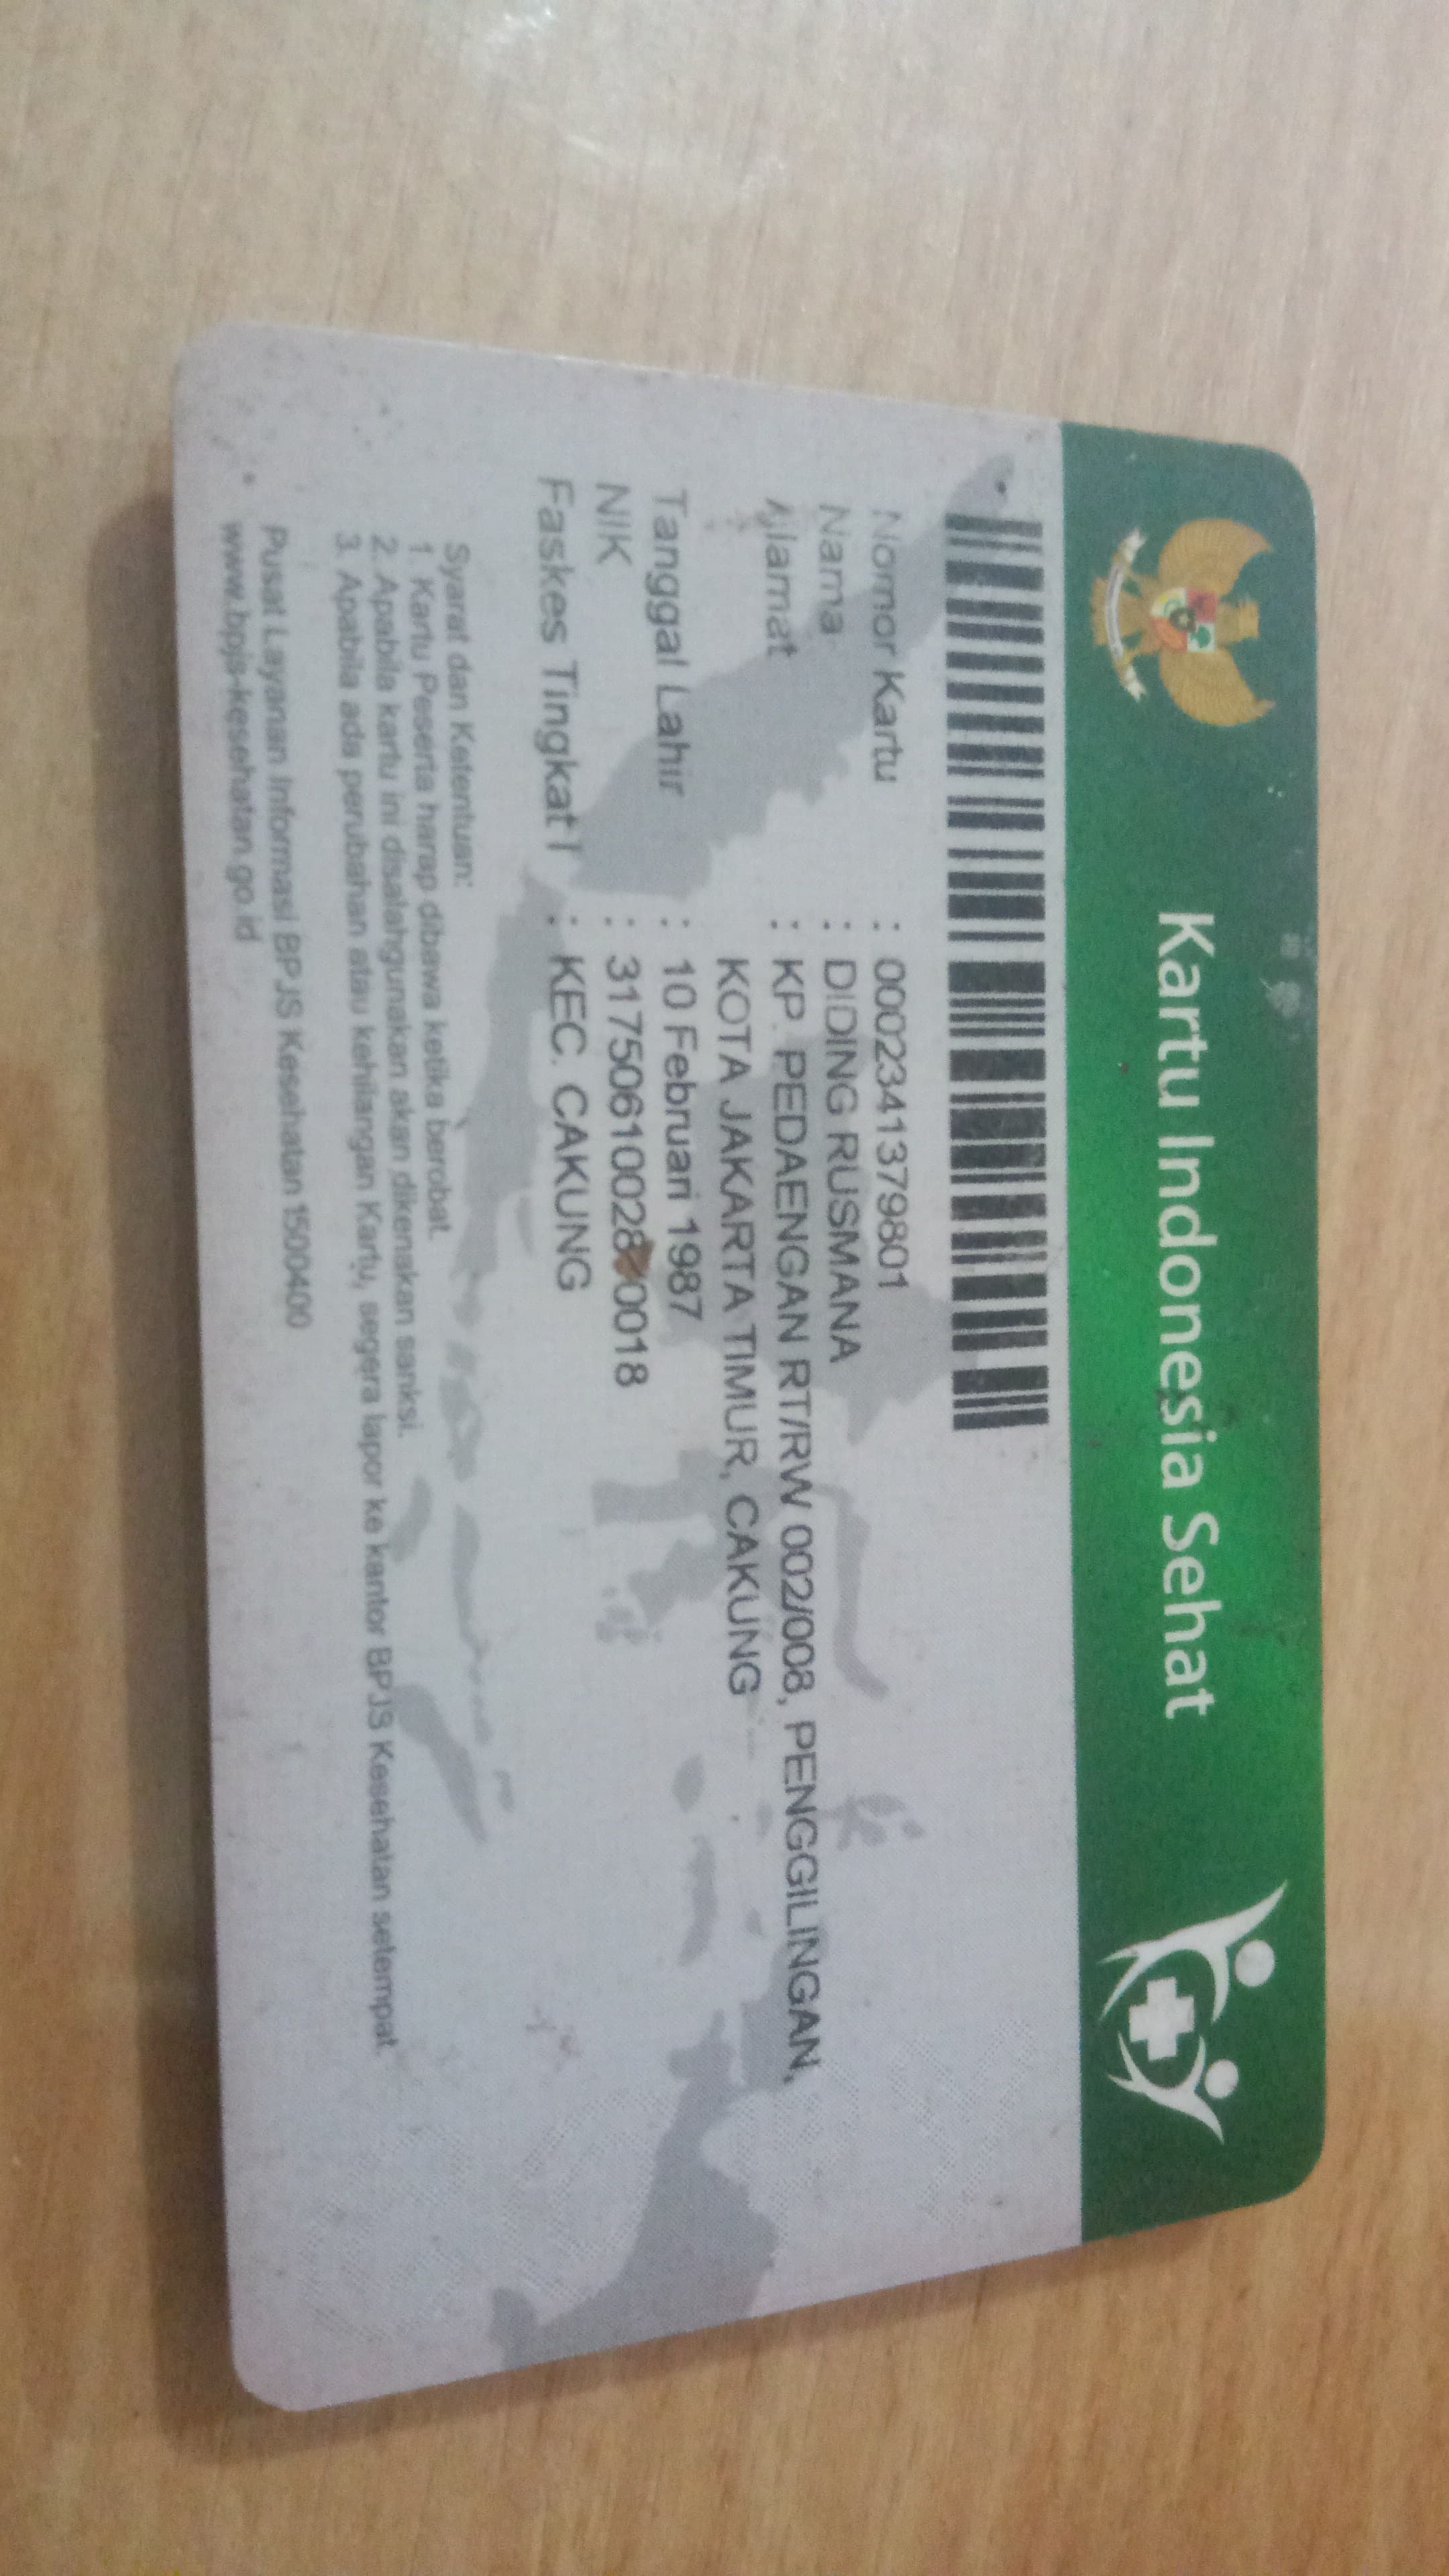 Kartu Indonesia Sehat
Nomor Kartu : 0002341379801
Nama : DIDING RUSMANA
Alamat : KP. PEDAENGAN RT/RW 002/008, PENGGILINGAN,
KOTA JAKARTA TIMUR, CAKUNG
Tanggal Lahir : 10 Februari 1987
NIK :
Faskes Tingkat I : KEC. CAKUNG
Syarat dan Ketentuan:
1. Kartu Peserta harap dibawa ketika berobat.
2. Apabila kartu ini disalahgunakan akan dikenakan sanksi.
3. Apabila ada perubahan atau kehilangan Kartu, segera lapor ke kantor BPJS Kesehatan setempat.
Pusat Layanan Informasi BPJS Kesehatan 1500400
www.bpjs-kesehatan.go.id